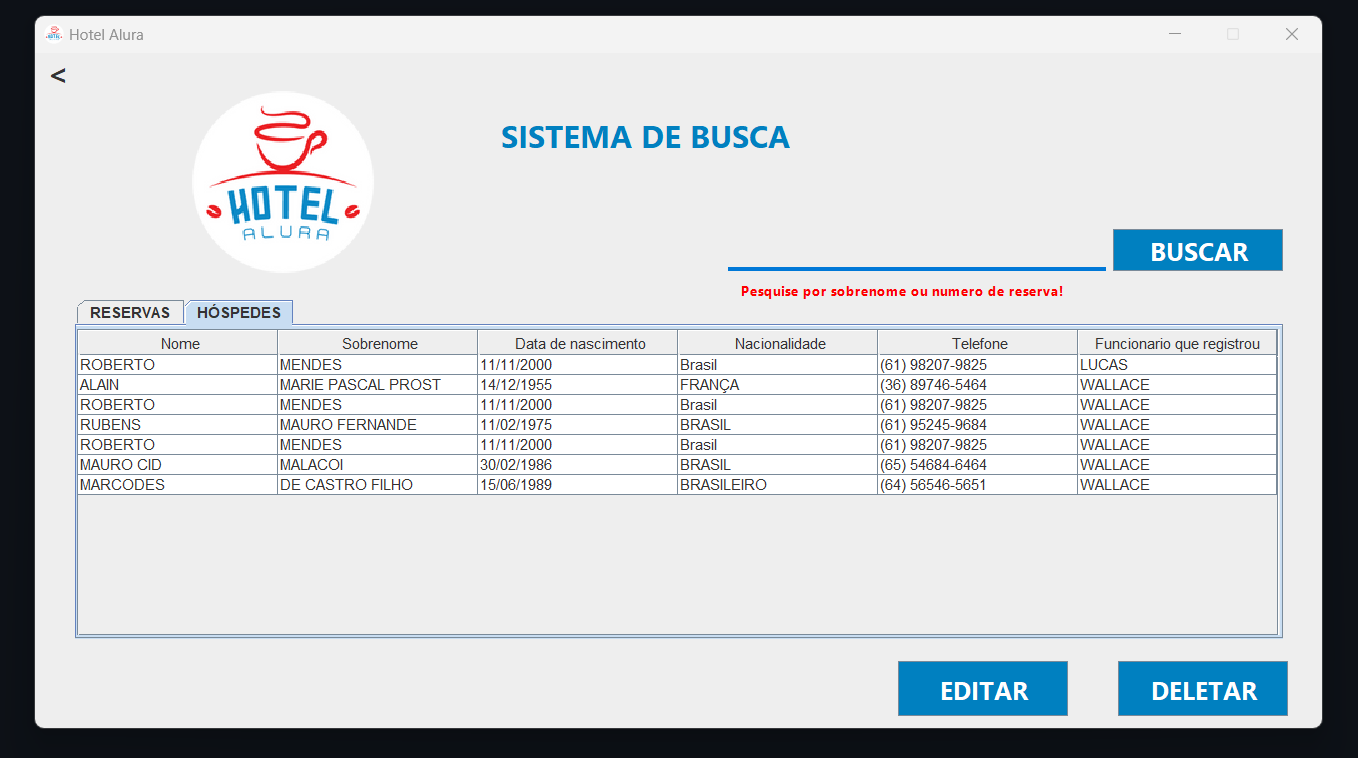 Hotel Alura
<
HOTEL
ALURA
SISTEMA DE BUSCA
BUSCAR
Pesquise por sobrenome ou numero de reserva!
RESERVAS HÓSPEDES
Nome Sobrenome Data de nascimento Nacionalidade Telefone Funcionario que registrou
ROBERTO MENDES 11/11/2000 Brasil (61) 98207-9825 LUCAS
ALAIN MARIE PASCAL PROST 14/12/1955 FRANÇA (36) 89746-5464 WALLACE
ROBERTO MENDES 11/11/2000 Brasil (61) 98207-9825 WALLACE
RUBENS MAURO FERNANDE 11/02/1975 BRASIL (61) 95245-9684 WALLACE
ROBERTO MENDES 11/11/2000 Brasil (61) 98207-9825 WALLACE
MAURO CID MALACOI 30/02/1986 BRASIL (65) 54684-6464 WALLACE
MARCODES DE CASTRO FILHO 15/06/1989 BRASILEIRO (64) 56546-5651 WALLACE
EDITAR DELETAR